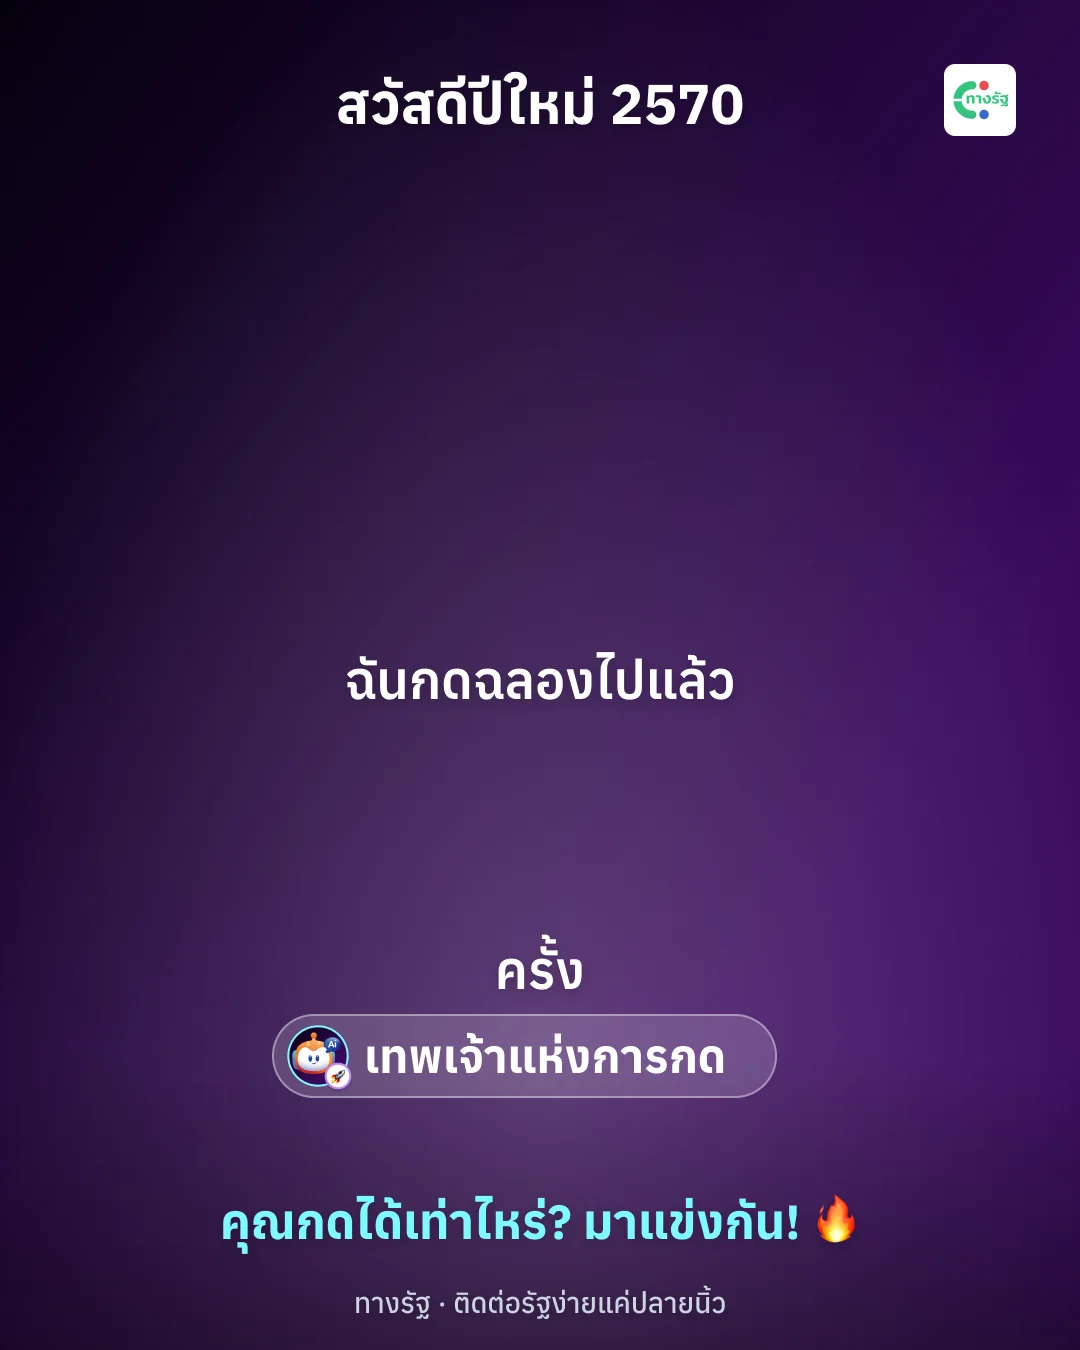 สวัสดีปีใหม่ 2570
ทางรัฐ
ฉันกดฉลองไปแล้ว
ครั้ง
Ai
เทพเจ้าแห่งการกด
คุณกดได้เท่าไหร่? มาแข่งกัน! 🔥
ทางรัฐ · ติดต่อรัฐง่ายแค่ปลายนิ้ว